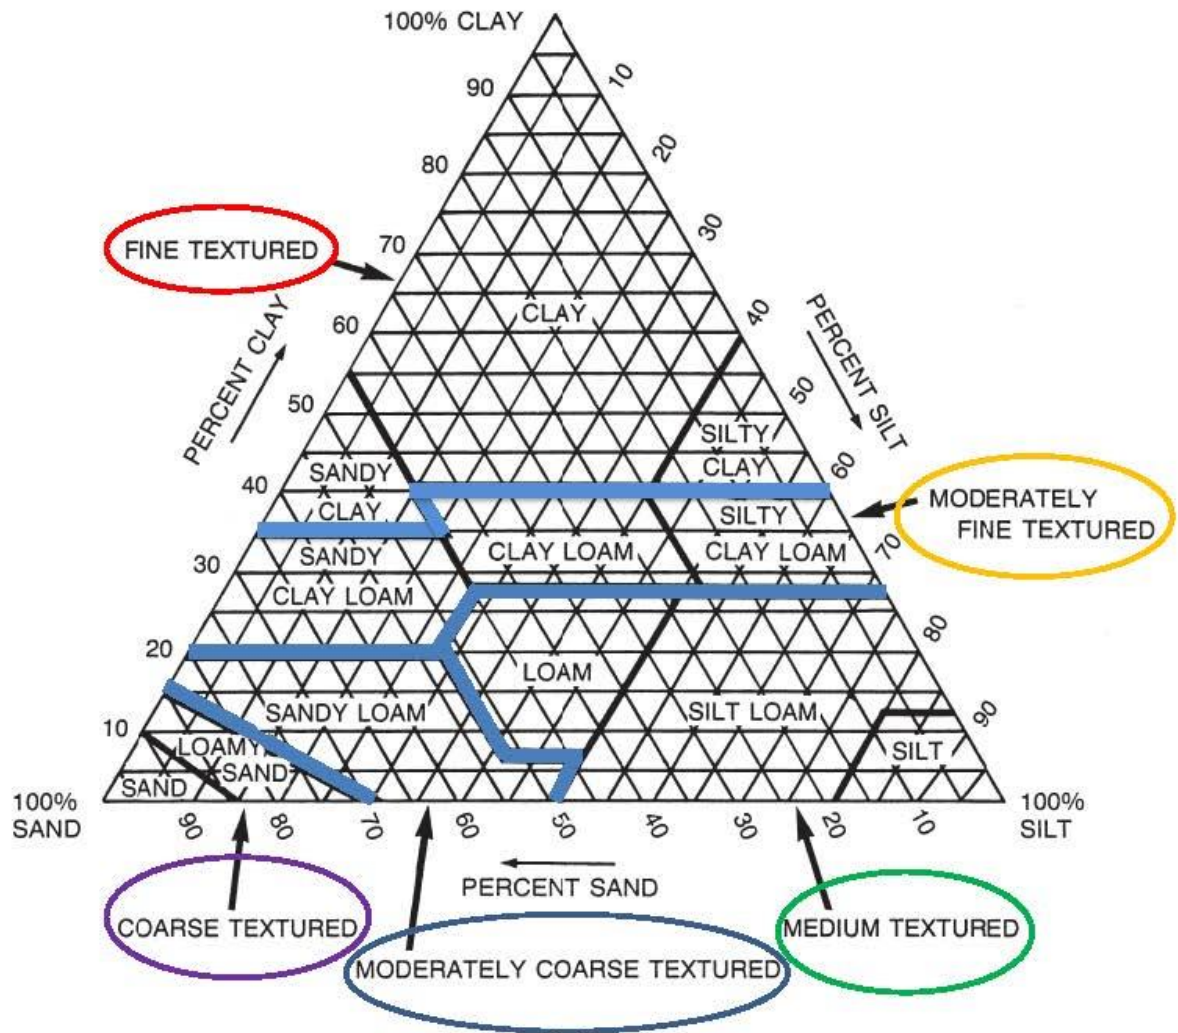 100% CLAY
10
90
20
80
FINE TEXTURED
30
70
CLAY
40
PERCENT CLAY
PERCENT SILT
60
50
50
SILTY
CLAY
60
SANDY
CLAY
40
SILTY
CLAY LOAM
MODERATELY
FINE TEXTURED
70
CLAY LOAM
SANDY
CLAY LOAM
30
80
20
LOAM
SANDY LOAM
SILT LOAM
90
10
LOAMY
SAND
SILT
SAND
100%
SAND
100%
SILT
90
80
70
60
50
40
30
20
10
PERCENT SAND
COARSE TEXTURED
MEDIUM TEXTURED
MODERATELY COARSE TEXTURED